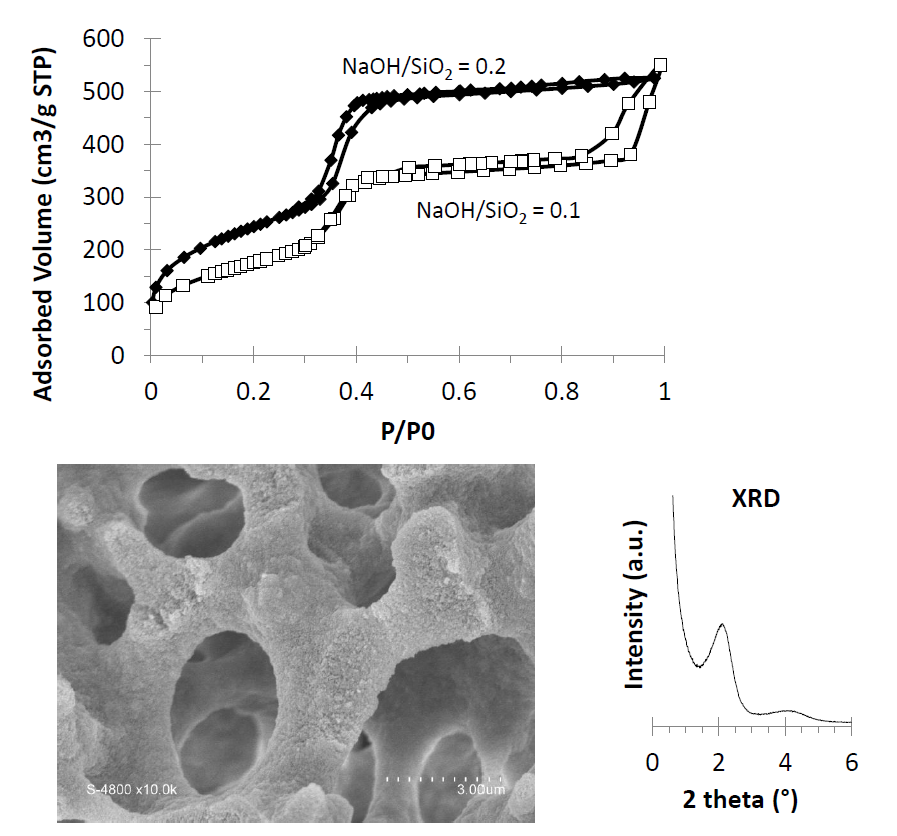 Adsorbed Volume (cm3/g STP)
600
500
400
300
200
100
0
NaOH/SiO₂ = 0.2
NaOH/SiO₂ = 0.1
0 0.2 0.4 0.6 0.8 1
P/P0
S-4800 x10.0k 3.00um
XRD
Intensity (a.u.)
0 2 4 6
2 theta (°)